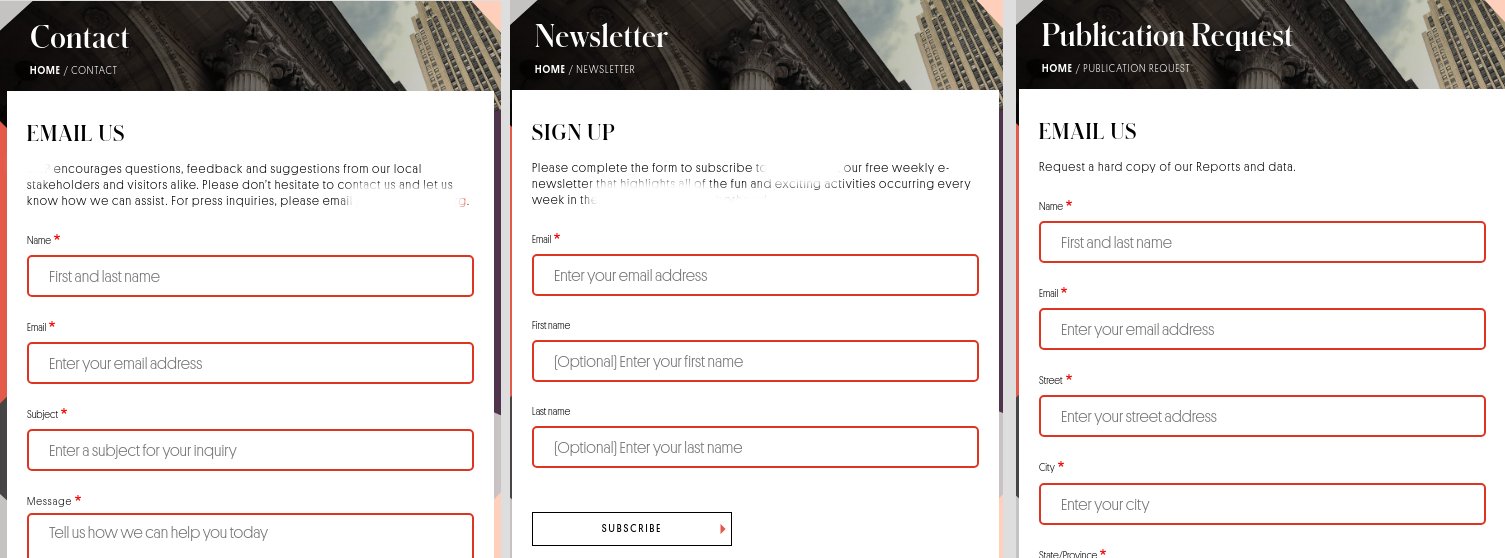 Contact
HOME / CONTACT
EMAIL US
encourages questions, feedback and suggestions from our local
stakeholders and visitors alike. Please don't hesitate to contact us and let us
know how we can assist. For press inquiries, please email
Name *
First and last name
Email *
Enter your email address
Subject *
Enter a subject for your inquiry
Message *
Tell us how we can help you today
Newsletter
HOME / NEWSLETTER
SIGN UP
Please complete the form to subscribe to our free weekly e-
newsletter that highlights all of the fun and exciting activities occurring every
week in the
Email *
Enter your email address
First name
(Optional) Enter your first name
Last name
(Optional) Enter your last name
SUBSCRIBE
Publication Request
HOME / PUBLICATION REQUEST
EMAIL US
Request a hard copy of our Reports and data.
Name *
First and last name
Email *
Enter your email address
Street *
Enter your street address
City *
Enter your city
State/Province *